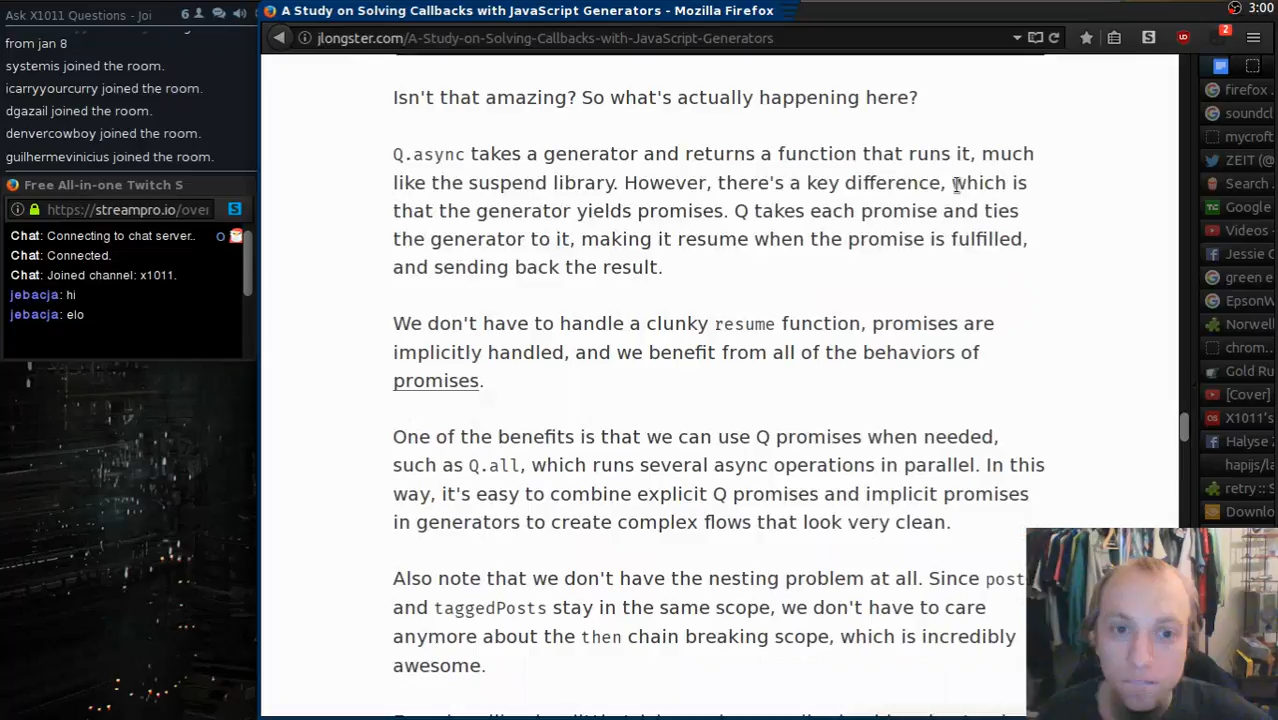 Ask X1011 Questions - Joi
6
from jan 8
systemis joined the room.
icarryyourcurry joined the room.
dgazail joined the room.
denvercowboy joined the room.
guilhermevinicius joined the room.
Free All-in-one Twitch S
https://streampro.io/over
Chat: Connecting to chat server..
Chat: Connected.
Chat: Joined channel: x1011.
jebacja: hi
jebacja: elo
A Study on Solving Callbacks with JavaScript Generators - Mozilla Firefox
3:00
jlongster.com/A-Study-on-Solving-Callbacks-with-JavaScript-Generators
2
Isn't that amazing? So what's actually happening here?
Q.async takes a generator and returns a function that runs it, much
like the suspend library. However, there's a key difference, which is
that the generator yields promises. Q takes each promise and ties
the generator to it, making it resume when the promise is fulfilled,
and sending back the result.
We don't have to handle a clunky resume function, promises are
implicitly handled, and we benefit from all of the behaviors of
promises.
One of the benefits is that we can use Q promises when needed,
such as Q.all, which runs several async operations in parallel. In this
way, it's easy to combine explicit Q promises and implicit promises
in generators to create complex flows that look very clean.
Also note that we don't have the nesting problem at all. Since post
and taggedPosts stay in the same scope, we don't have to care
anymore about the then chain breaking scope, which is incredibly
awesome.
firefox
soundcl
mycroft
ZEIT (@
Search
Google
Videos -
Jessie C
green e
EpsonW
Norwell
chrom..
Gold Ru
[Cover]
X1011's
Halyse Z
hapijs/la
retry :: S
Downlo